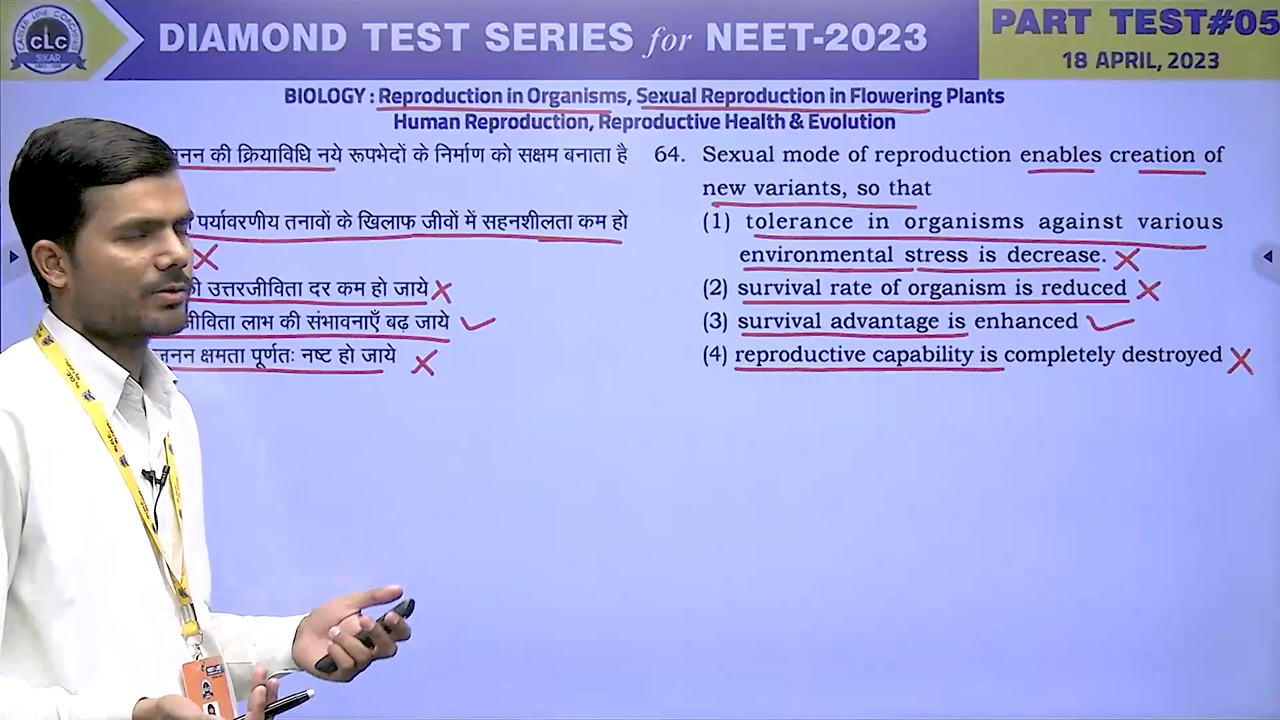 CLC
SIKAR
DIAMOND TEST SERIES for NEET-2023
PART TEST#05
18 APRIL, 2023
BIOLOGY : Reproduction in Organisms, Sexual Reproduction in Flowering Plants
Human Reproduction, Reproductive Health & Evolution
की क्रियाविधि नये रूपभेदों के निर्माण को सक्षम बनाता है
पर्यावरणीय तनावों के खिलाफ जीवों में सहनशीलता कम हो
उत्तरजीविता दर कम हो जाये
लाभ की संभावनाएँ बढ़ जाये
क्षमता पूर्णतः नष्ट हो जाये
64. Sexual mode of reproduction enables creation of
new variants, so that
(1) tolerance in organisms against various
environmental stress is decrease.
(2) survival rate of organism is reduced
(3) survival advantage is enhanced
(4) reproductive capability is completely destroyed